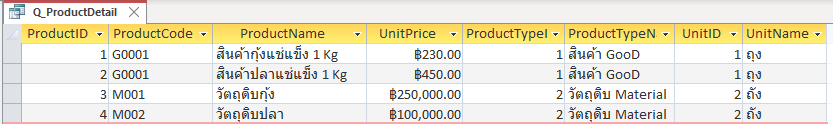 Q_ProductDetail
ProductID ProductCode ProductName UnitPrice ProductTypeI ProductTypeN UnitID UnitName
1 G0001 สินค้ากุ้งแช่แข็ง 1 Kg ฿230.00 1 สินค้า GooD 1 ถุง
2 G0001 สินค้าปลาแช่แข็ง 1 Kg ฿450.00 1 สินค้า GooD 1 ถุง
3 M001 วัตถุดิบกุ้ง ฿250,000.00 2 วัตถุดิบ Material 2 ถัง
4 M002 วัตถุดิบปลา ฿100,000.00 2 วัตถุดิบ Material 2 ถัง